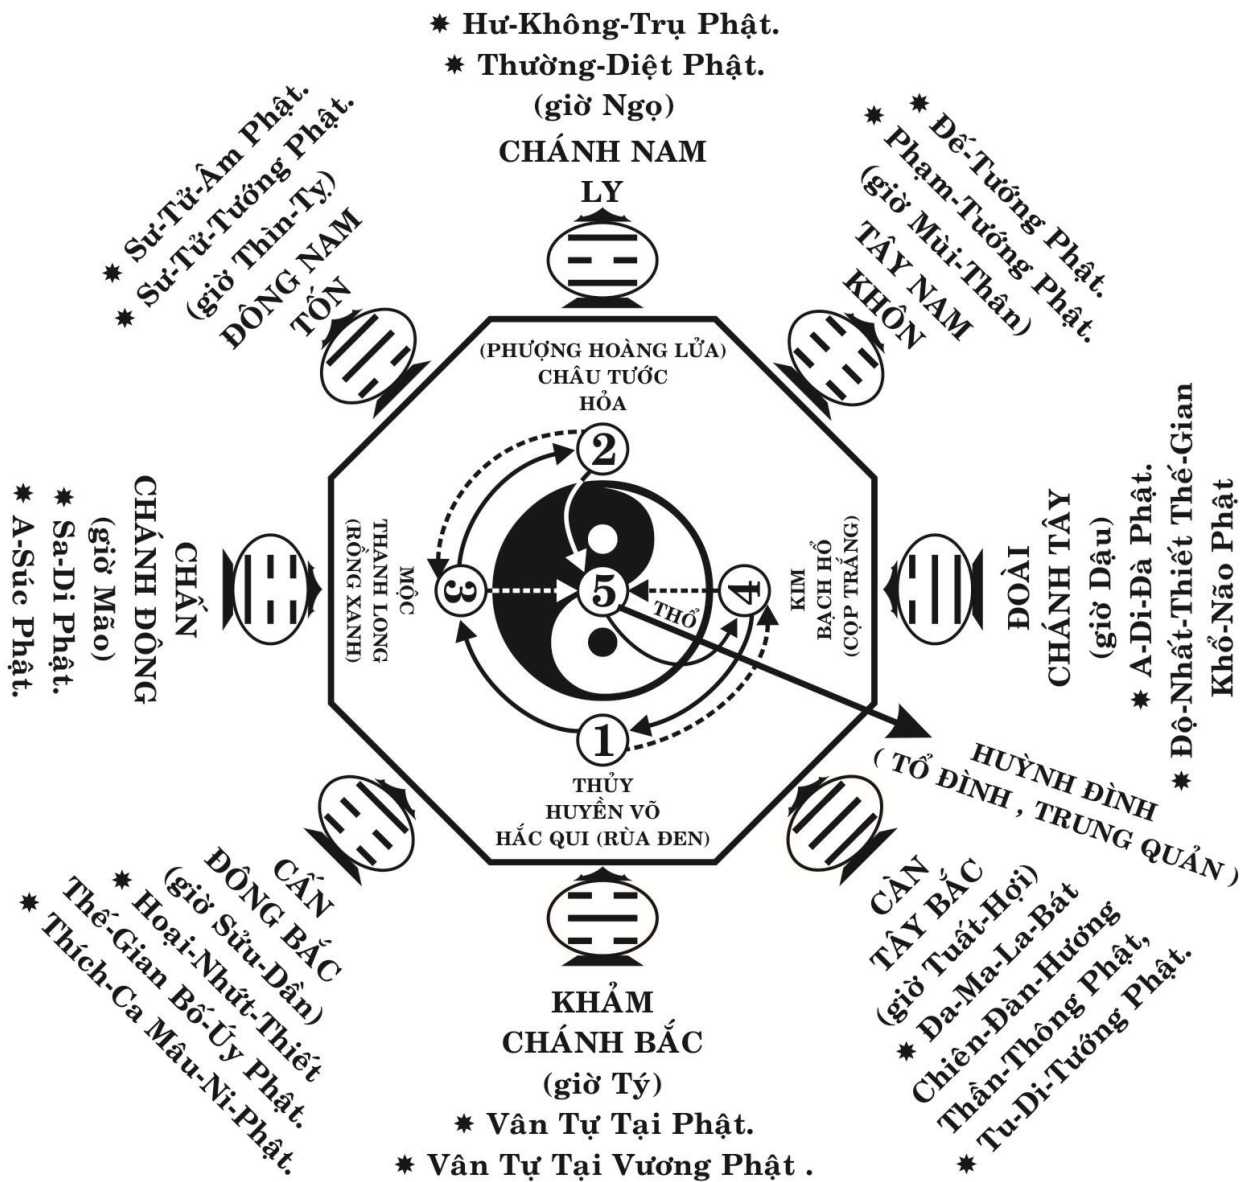 ✷ Hư-Không-Trụ Phật.
✷ Thường-Diệt Phật.
(giờ Ngọ)
CHÁNH NAM
LY
✷ Sư-Tử-Âm Phật.
✷ Sư-Tử-Tướng Phật.
(giờ Thìn-Tỵ)
ĐÔNG NAM
TỐN
✷ Đế-Tướng Phật.
✷ Phạm-Tướng Phật.
(giờ Mùi-Thân)
TÂY NAM
KHÔN
(PHƯỢNG HOÀNG LỬA)
CHÂU TƯỚC
HỎA
2
✷ A-Súc Phật.
✷ Sa-Di Phật.
(giờ Mão)
CHÁNH ĐÔNG
CHẤN
(RỒNG XANH)
THANH LONG
MỘC
3
5
THỔ
4
KIM
BẠCH HỔ
(CỌP TRẮNG)
ĐOÀI
CHÁNH TÂY
(giờ Dậu)
✷ A-Di-Đà Phật.
✷ Độ-Nhất-Thiết Thế-Gian
Khổ-Não Phật
1
THỦY
HUYỀN VÕ
HẮC QUI (RÙA ĐEN)
HUỲNH ĐÌNH
( TỔ ĐÌNH , TRUNG QUẢN )
CẤN
ĐÔNG BẮC
(giờ Sửu-Dần)
✷ Hoại-Nhứt-Thiết
Thế-Gian Bố-Úy Phật.
✷ Thích-Ca Mâu-Ni-Phật.
KHẢM
CHÁNH BẮC
(giờ Tý)
✷ Vân Tự Tại Phật.
✷ Vân Tự Tại Vương Phật .
CÀN
TÂY BẮC
(giờ Tuất-Hợi)
✷ Đa-Ma-La-Bát
Chiên-Đàn-Hương
Thần-Thông Phật,
✷ Tu-Di-Tướng Phật.